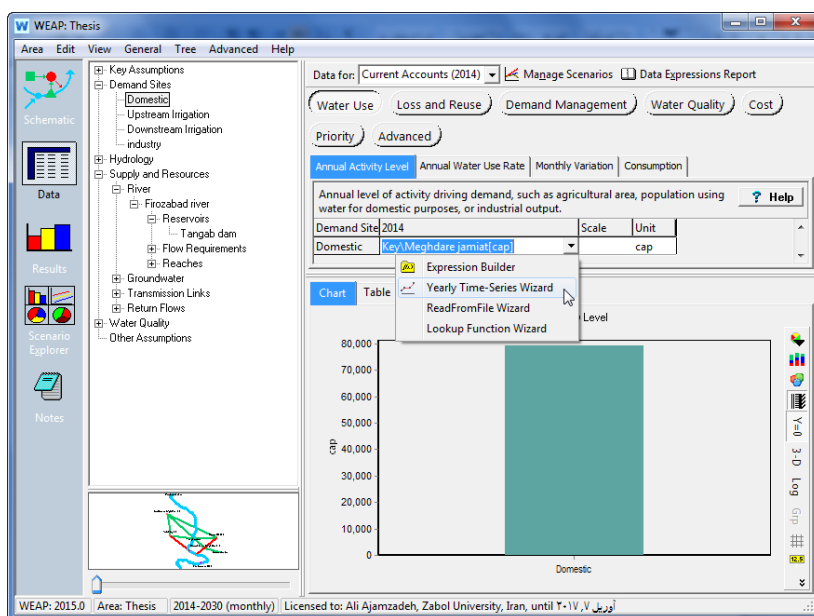 WEAP: Thesis
Area Edit View General Tree Advanced Help
Schematic
Data
Results
Scenario
Explorer
Notes
Key Assumptions
Demand Sites
Domestic
Upstream Irrigation
Downstream Irrigation
industry
Hydrology
Supply and Resources
River
Firozabad river
Reservoirs
Tangab dam
Flow Requirements
Reaches
Groundwater
Transmission Links
Return Flows
Water Quality
Other Assumptions
Data for: Current Accounts (2014) Manage Scenarios Data Expressions Report
Water Use Loss and Reuse Demand Management Water Quality Cost
Priority Advanced
Annual Activity Level Annual Water Use Rate Monthly Variation Consumption
Annual level of activity driving demand, such as agricultural area, population using
water for domestic purposes, or industrial output.
? Help
Demand Site 2014 Scale Unit
Domestic Key\Meghdare jamiat[cap] cap
Expression Builder
Yearly Time-Series Wizard
ReadFromFile Wizard
Lookup Function Wizard
Chart Table
Level
80,000
70,000
60,000
50,000
40,000
30,000
20,000
10,000
0
cap
Domestic
Y=0
3-D
Log
Grp
12.5
WEAP: 2015.0 Area: Thesis 2014-2030 (monthly) Licensed to: Ali Ajamzadeh, Zabol University, Iran, until آوریل ۷, ۲۰۱۷